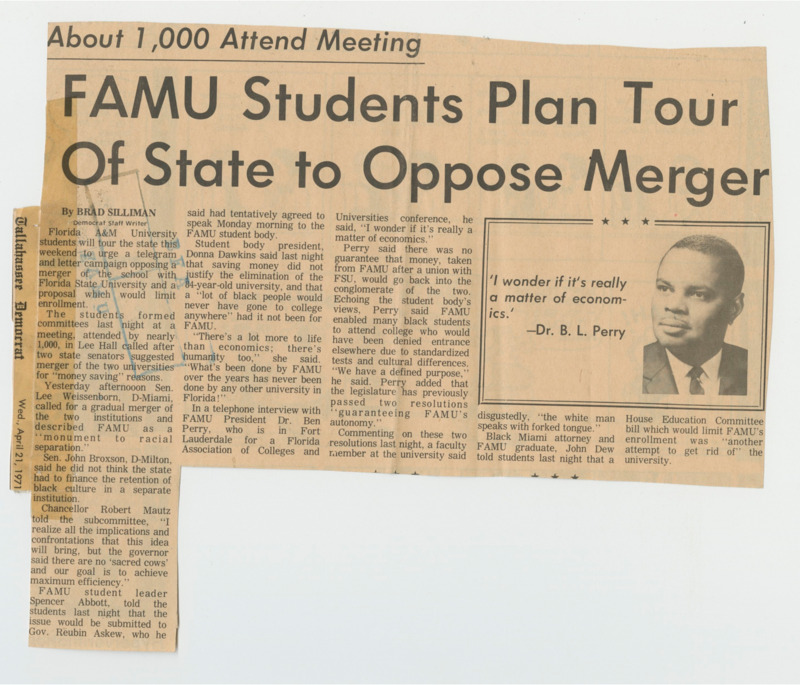 About 1,000 Attend Meeting
FAMU Students Plan Tour
Of State to Oppose Merger
By BRAD SILLIMAN
Democrat Staff Writer
Florida A&M University
students will tour the state this
weekend to urge a telegram
and letter campaign opposing a
merger of the school with
Florida State University and a
proposal which would limit
enrollment.
The students formed
committees last night at a
meeting, attended by nearly
1,000, in Lee Hall called after
two state senators suggested
merger of the two universities
for "money saving" reasons.
Yesterday afternoon Sen.
Lee Weissenborn, D-Miami,
called for a gradual merger of
the two institutions and
described FAMU as a
"monument to racial
separation."
Sen. John Broxson, D-Milton,
said he did not think the state
had to finance the retention of
black culture in a separate
institution.
Chancellor Robert Mautz
told the subcommittee, "I
realize all the implications and
confrontations that this idea
will bring, but the governor
said there are no 'sacred cows'
and our goal is to achieve
maximum efficiency."
FAMU student leader
Spencer Abbott, told the
students last night that the
issue would be submitted to
Gov. Reubin Askew, who he
said had tentatively agreed to
speak Monday morning to the
FAMU student body.
Student body president,
Donna Dawkins said last night
that saving money did not
justify the elimination of the
84-year-old university, and that
a "lot of black people would
never have gone to college
anywhere" had it not been for
FAMU.
"There's a lot more to life
than economics; there's
humanity too," she said.
"What's been done by FAMU
over the years has never been
done by any other university in
Florida!"
In a telephone interview with
FAMU President Dr. Ben
Perry, who is in Fort
Lauderdale for a Florida
Association of Colleges and
Universities conference, he
said, "I wonder if it's really a
matter of economics."
Perry said there was no
guarantee that money, taken
from FAMU after a union with
FSU, would go back into the
conglomerate of the two.
Echoing the student body's
views, Perry said FAMU
enabled many black students
to attend college who would
have been denied entrance
elsewhere due to standardized
tests and cultural differences.
"We have a defined purpose,"
he said. Perry added that
the legislature has previously
passed two resolutions
"guaranteeing FAMU's
autonomy."
Commenting on these two
resolutions last night, a faculty
member at the university said
★ ★ ★
'I wonder if it's really
a matter of econom-
ics.'
—Dr. B. L. Perry
disgustedly, "the white man
speaks with forked tongue."
Black Miami attorney and
FAMU graduate, John Dew
told students last night that a
House Education Committee
bill which would limit FAMU's
enrollment was "another
attempt to get rid of" the
university.
★ ★ ★
Tallahassee Democrat
Wed., April 21, 1971